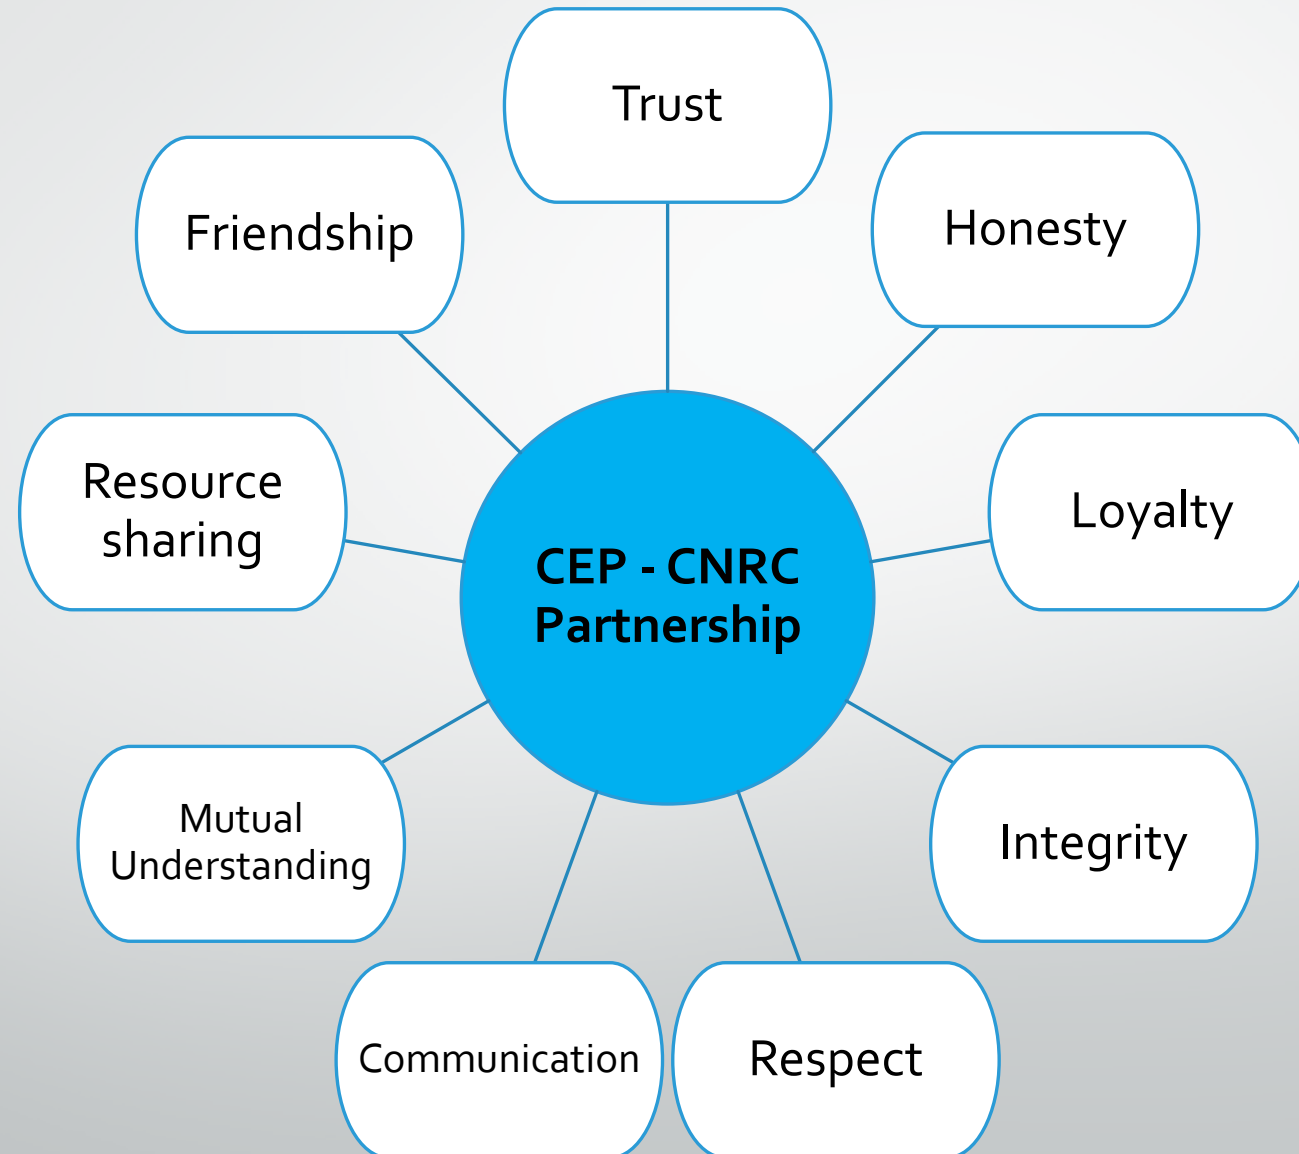 Trust
Friendship
Honesty
Resource
sharing
Loyalty
CEP - CNRC
Partnership
Mutual
Understanding
Integrity
Communication
Respect